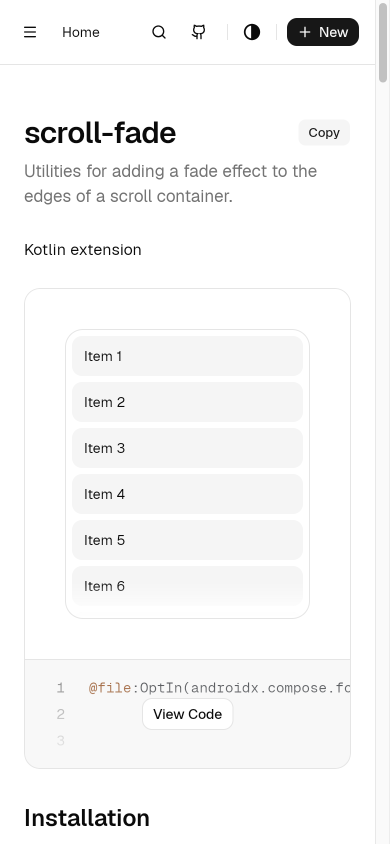 Home
New
scroll-fade
Copy
Utilities for adding a fade effect to the
edges of a scroll container.
Kotlin extension
Item 1
Item 2
Item 3
Item 4
Item 5
Item 6
1 @file:OptIn(androidx.compose.fo
2
View Code
3
Installation